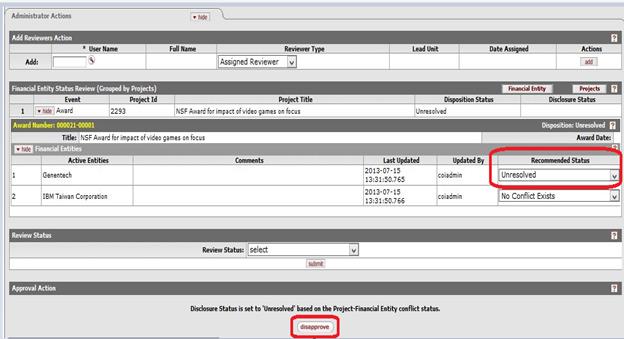 Administrator Actions
hide
Add Reviewers Action ?
* User Name Full Name Reviewer Type Lead Unit Date Assigned Actions
Add: Assigned Reviewer add
Financial Entity Status Review (Grouped by Projects) Financial Entity Projects ?
Event Project Id Project Title Disposition Status Disclosure Status
1 hide Award 2293 NSF Award for impact of video games on focus Unresolved
Award Number: 000021-00001 Disposition: Unresolved ?
Title: NSF Award for impact of video games on focus Award Date:
hide Financial Entities ?
Active Entities Comments Last Updated Updated By Recommended Status
1 Genentech 2013-07-15 13:31:50.765 coiadmin Unresolved
2 IBM Taiwan Corporation 2013-07-15 13:31:50.766 coiadmin No Conflict Exists
Review Status ?
Review Status: select
submit
Approval Action ?
Disclosure Status is set to 'Unresolved' based on the Project-Financial Entity conflict status.
disapprove